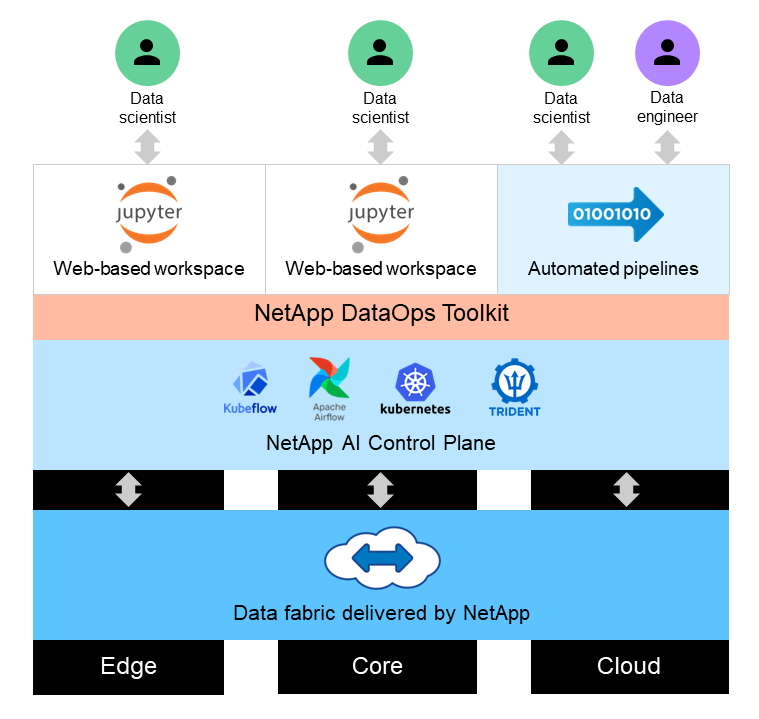 Data
scientist
Data
scientist
Data
scientist
Data
engineer
jupyter
jupyter
01001010
Web-based workspace
Web-based workspace
Automated pipelines
NetApp DataOps Toolkit
Kubeflow
Apache
Airflow
kubernetes
TRIDENT
NetApp AI Control Plane
Data fabric delivered by NetApp
Edge
Core
Cloud